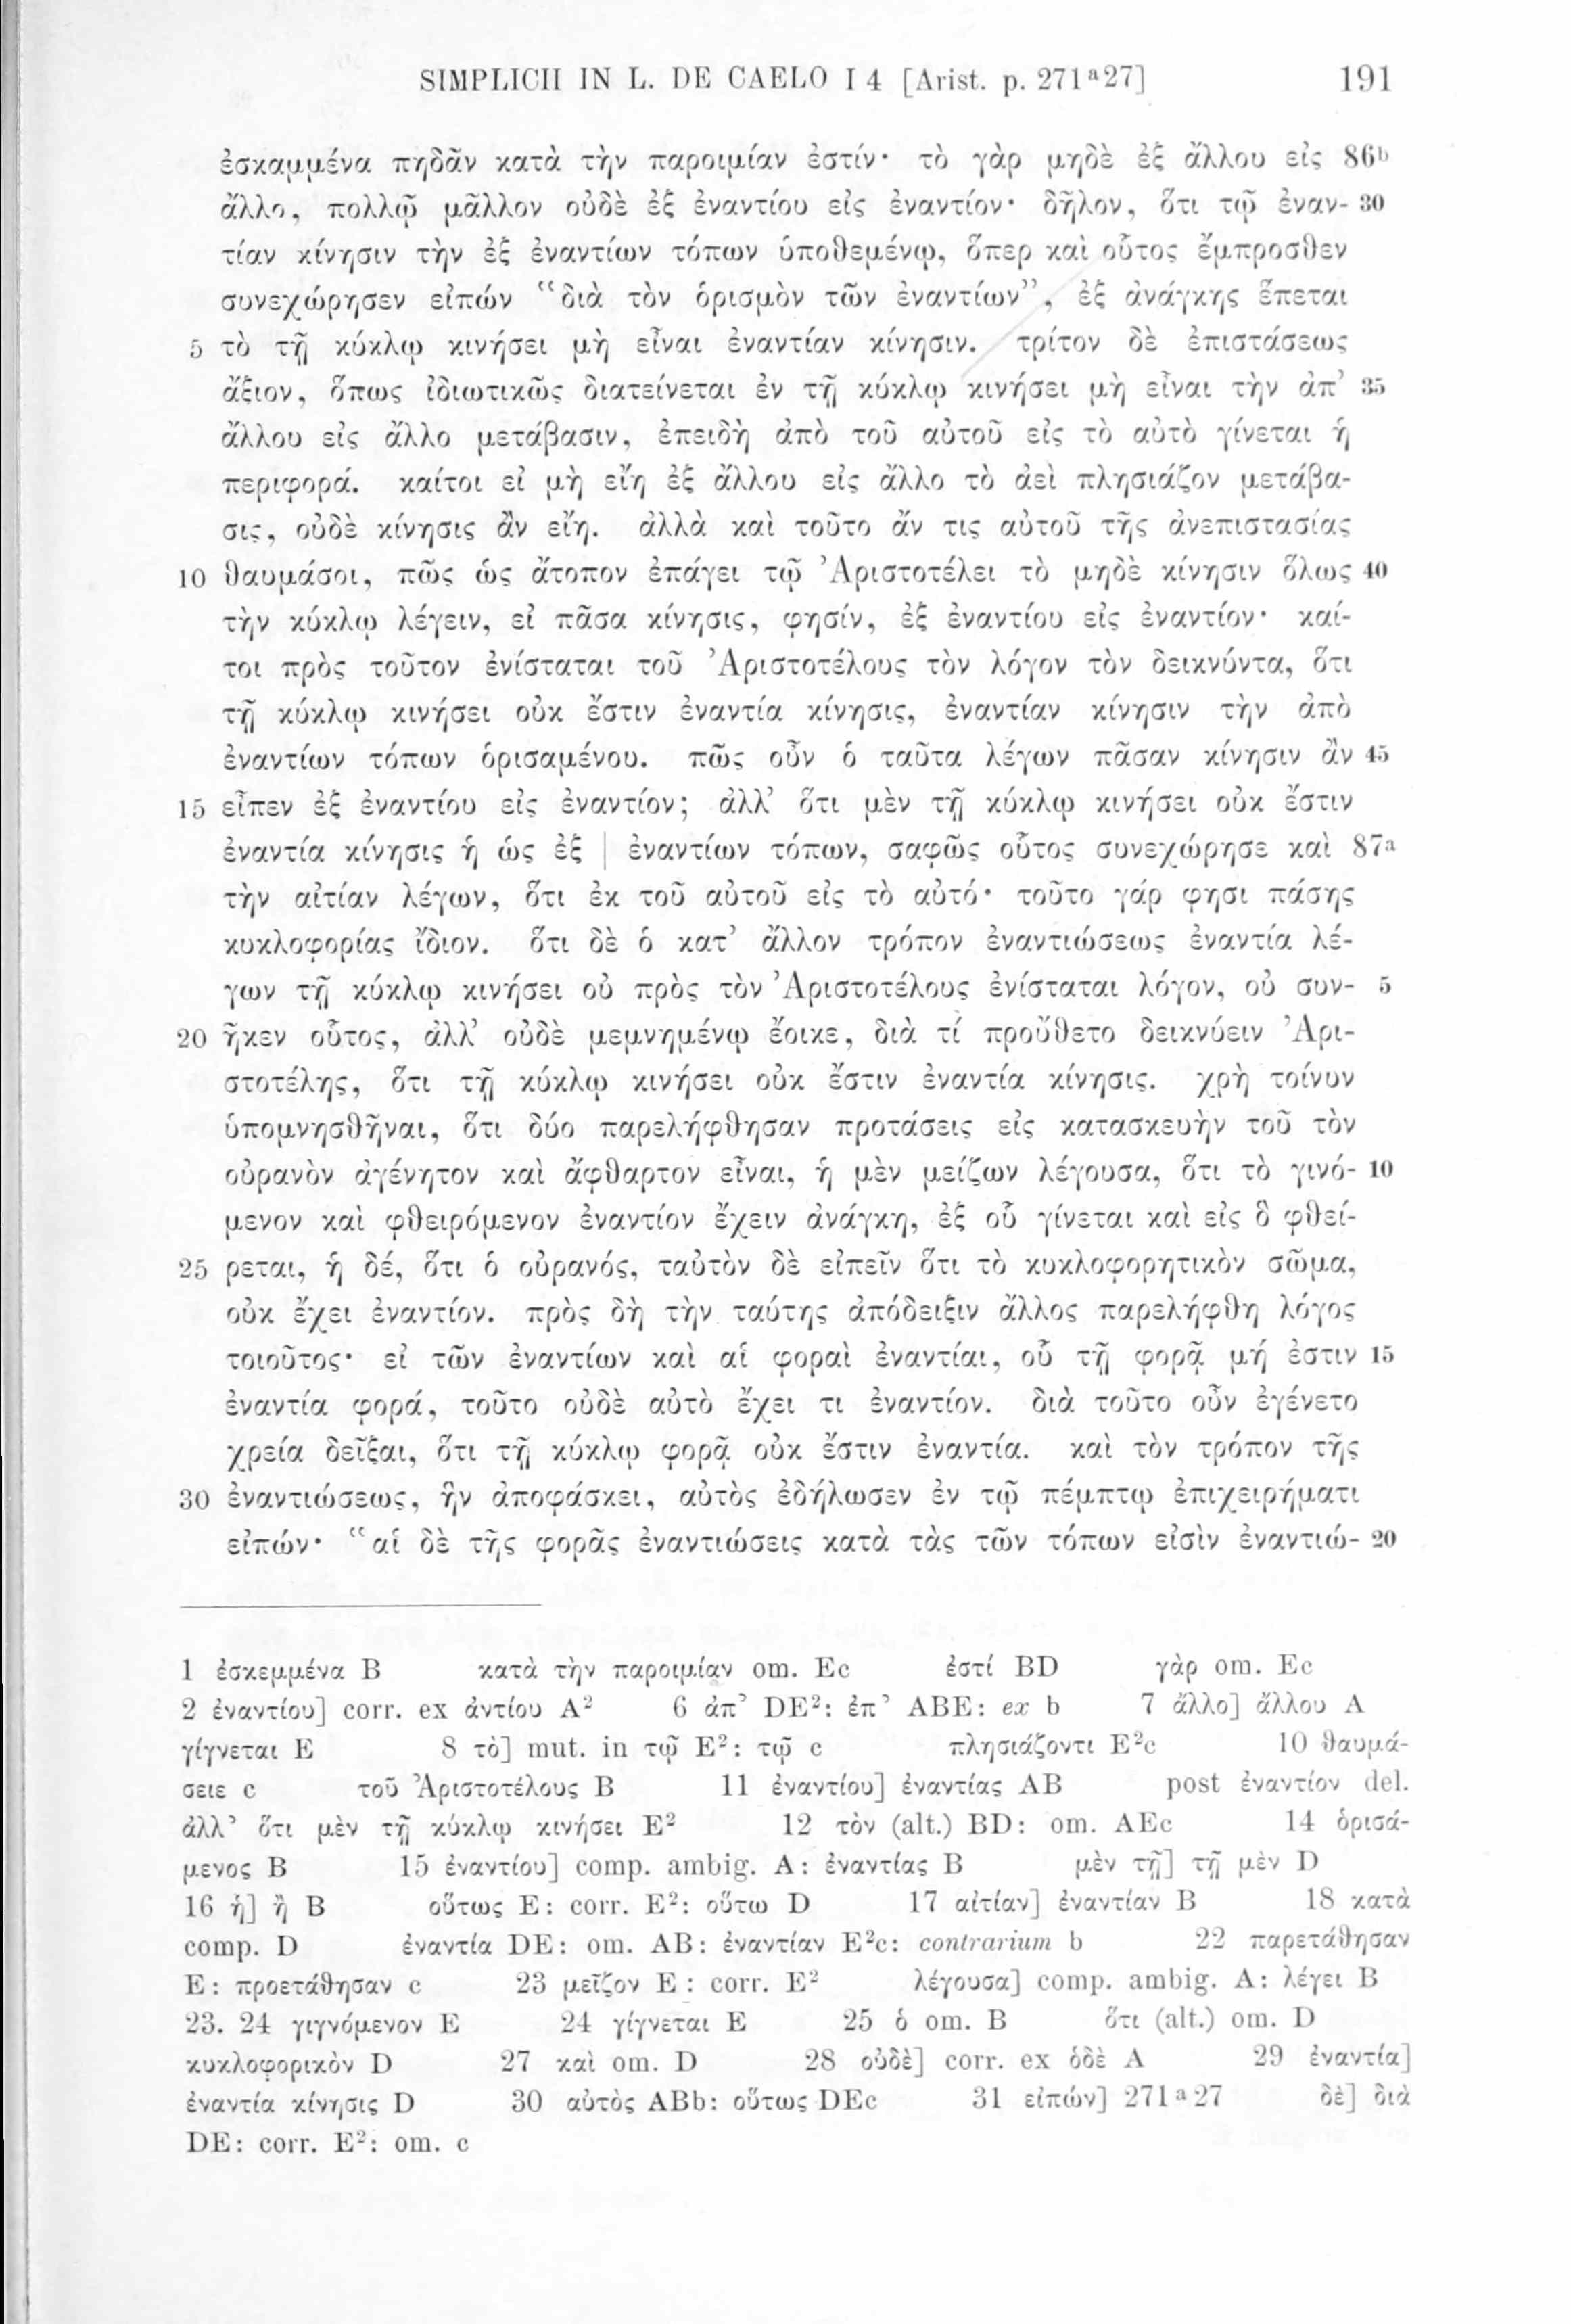 SIMPLICII IN L. DE CAELO I 4 [Arist. p. 271ᵃ27] 191
ἐσκαμμένα πηδᾶν κατὰ τὴν παροιμίαν ἐστίν· τὸ γὰρ μηδὲ ἐξ ἄλλου εἰς 86ᵇ
ἄλλο, πολλῷ μᾶλλον οὐδὲ ἐξ ἐναντίου εἰς ἐναντίον· δῆλον, ὅτι τῷ ἐναν- 30
τίαν κίνησιν τὴν ἐξ ἐναντίων τόπων ὑποθεμένῳ, ὅπερ καὶ οὗτος ἔμπροσθεν
συνεχώρησεν εἰπών “διὰ τὸν ὁρισμὸν τῶν ἐναντίων”, ἐξ ἀνάγκης ἕπεται
5 τὸ τῇ κύκλῳ κινήσει μὴ εἶναι ἐναντίαν κίνησιν. τρίτον δὲ ἐπιστάσεως
ἄξιον, ὅπως ἰδιωτικῶς διατείνεται ἐν τῇ κύκλῳ κινήσει μὴ εἶναι τὴν ἀπ’ 35
ἄλλου εἰς ἄλλο μετάβασιν, ἐπειδὴ ἀπὸ τοῦ αὐτοῦ εἰς τὸ αὐτὸ γίνεται ἡ
περιφορά. καίτοι εἰ μὴ εἴη ἐξ ἄλλου εἰς ἄλλο τὸ ἀεὶ πλησιάζον μετάβα-
σις, οὐδὲ κίνησις ἂν εἴη. ἀλλὰ καὶ τοῦτο ἄν τις αὐτοῦ τῆς ἀνεπιστασίας
10 θαυμάσοι, πῶς ὡς ἄτοπον ἐπάγει τῷ Ἀριστοτέλει τὸ μηδὲ κίνησιν ὅλως 40
τὴν κύκλῳ λέγειν, εἰ πᾶσα κίνησις, φησίν, ἐξ ἐναντίου εἰς ἐναντίον· καί-
τοι πρὸς τοῦτον ἐνίσταται τοῦ Ἀριστοτέλους τὸν λόγον τὸν δεικνύντα, ὅτι
τῇ κύκλῳ κινήσει οὐκ ἔστιν ἐναντία κίνησις, ἐναντίαν κίνησιν τὴν ἀπὸ
ἐναντίων τόπων ὁρισαμένου. πῶς οὖν ὁ ταῦτα λέγων πᾶσαν κίνησιν ἂν 45
15 εἶπεν ἐξ ἐναντίου εἰς ἐναντίον; ἀλλ’ ὅτι μὲν τῇ κύκλῳ κινήσει οὐκ ἔστιν
ἐναντία κίνησις ἡ ὡς ἐξ | ἐναντίων τόπων, σαφῶς οὗτος συνεχώρησε καὶ 87ᵃ
τὴν αἰτίαν λέγων, ὅτι ἐκ τοῦ αὐτοῦ εἰς τὸ αὐτό· τοῦτο γάρ φησι πάσης
κυκλοφορίας ἴδιον. ὅτι δὲ ὁ κατ’ ἄλλον τρόπον ἐναντιώσεως ἐναντία λέ-
γων τῇ κύκλῳ κινήσει οὐ πρὸς τὸν Ἀριστοτέλους ἐνίσταται λόγον, οὐ συν- 5
20 ῆκεν οὗτος, ἀλλ’ οὐδὲ μεμνημένῳ ἔοικε, διὰ τί προὔθετο δεικνύειν Ἀρι-
στοτέλης, ὅτι τῇ κύκλῳ κινήσει οὐκ ἔστιν ἐναντία κίνησις. χρὴ τοίνυν
ὑπομνησθῆναι, ὅτι δύο παρελήφθησαν προτάσεις εἰς κατασκευὴν τοῦ τὸν
οὐρανὸν ἀγένητον καὶ ἄφθαρτον εἶναι, ἡ μὲν μείζων λέγουσα, ὅτι τὸ γινό- 10
μενον καὶ φθειρόμενον ἐναντίον ἔχειν ἀνάγκη, ἐξ οὗ γίνεται καὶ εἰς ὃ φθεί-
25 ρεται, ἡ δέ, ὅτι ὁ οὐρανός, ταὐτὸν δὲ εἰπεῖν ὅτι τὸ κυκλοφορητικὸν σῶμα,
οὐκ ἔχει ἐναντίον. πρὸς δὴ τὴν ταύτης ἀπόδειξιν ἄλλος παρελήφθη λόγος
τοιοῦτος· εἰ τῶν ἐναντίων καὶ αἱ φοραὶ ἐναντίαι, οὗ τῇ φορᾷ μή ἐστιν 15
ἐναντία φορά, τοῦτο οὐδὲ αὐτὸ ἔχει τι ἐναντίον. διὰ τοῦτο οὖν ἐγένετο
χρεία δεῖξαι, ὅτι τῇ κύκλῳ φορᾷ οὐκ ἔστιν ἐναντία. καὶ τὸν τρόπον τῆς
30 ἐναντιώσεως, ἣν ἀποφάσκει, αὐτὸς ἐδήλωσεν ἐν τῷ πέμπτῳ ἐπιχειρήματι
εἰπών· “αἱ δὲ τῆς φορᾶς ἐναντιώσεις κατὰ τὰς τῶν τόπων εἰσὶν ἐναντιώ- 20
1 ἐσκεμμένα B κατὰ τὴν παροιμίαν om. Ec ἐστί BD γὰρ om. Ec
2 ἐναντίου] corr. ex ἀντίου A² 6 ἀπ’ DE²: ἐπ’ ABE: ex b 7 ἄλλο] ἄλλου A
γίγνεται E 8 τὸ] mut. in τῷ E²: τῷ c πλησιάζοντι E²c 10 θαυμά-
σειε c τοῦ Ἀριστοτέλους B 11 ἐναντίου] ἐναντίας AB post ἐναντίον del.
ἀλλ’ ὅτι μὲν τῇ κύκλῳ κινήσει E² 12 τὸν (alt.) BD: om. AEc 14 ὁρισά-
μενος B 15 ἐναντίου] comp. ambig. A: ἐναντίας B μὲν τῇ] τῇ μὲν D
16 ἡ] ἢ B οὕτως E: corr. E²: οὕτω D 17 αἰτίαν] ἐναντίαν B 18 κατὰ
comp. D ἐναντία DE: om. AB: ἐναντίαν E²c: contrarium b 22 παρετάθησαν
E: προετάθησαν c 23 μεῖζον E: corr. E² λέγουσα] comp. ambig. A: λέγει B
23. 24 γιγνόμενον E 24 γίγνεται E 25 ὁ om. B ὅτι (alt.) om. D
κυκλοφορικὸν D 27 καὶ om. D 28 οὐδὲ] corr. ex ὁδὲ A 29 ἐναντία]
ἐναντία κίνησις D 30 αὐτὸς ABb: οὕτως DEc 31 εἰπών] 271ᵃ27 δὲ] διὰ
DE: corr. E²: om. c